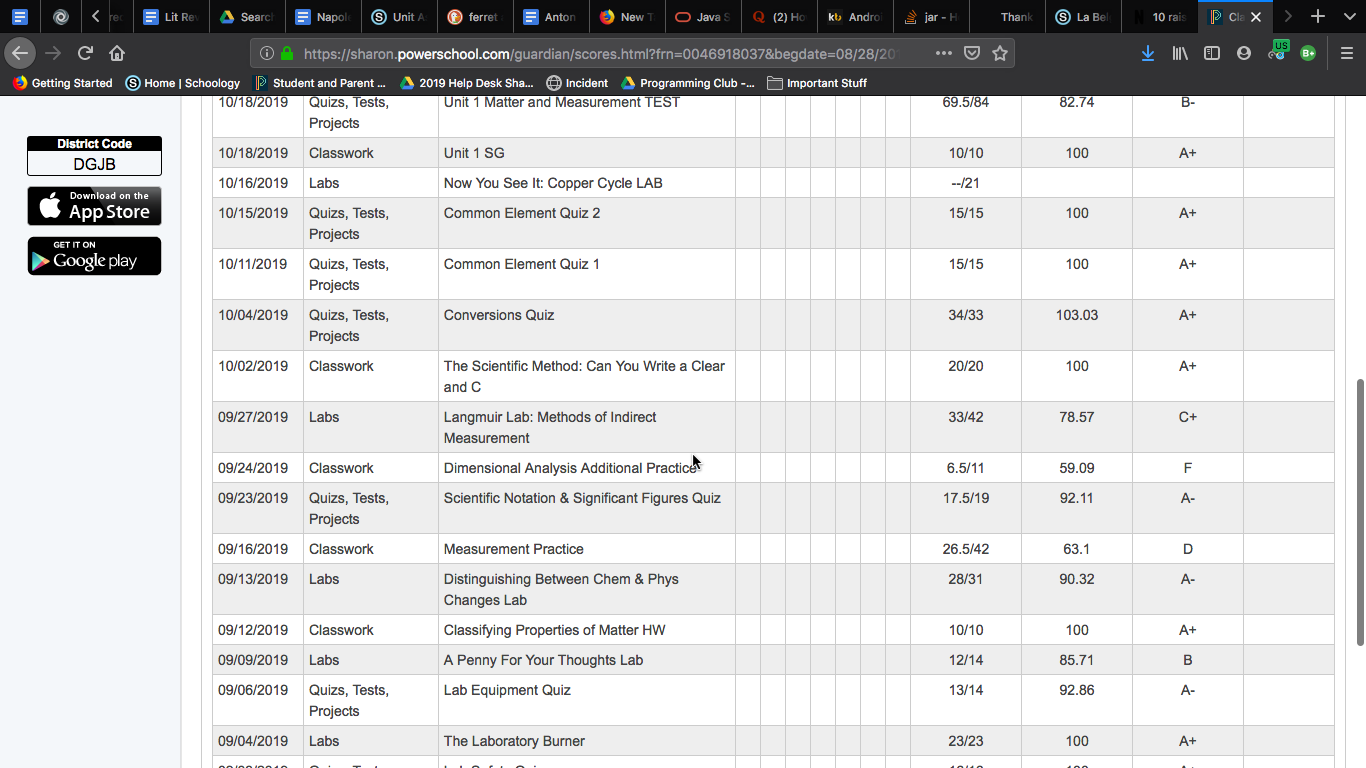 Lit Rev
Search
Napol
Unit A
ferret
Anton
New T
Java S
(2) Ho
Andro
jar - H
Thank
La Bel
10 rais
Cla
https://sharon.powerschool.com/guardian/scores.html?frn=0046918037&begdate=08/28/20
US
B+
Getting Started
Home | Schoology
Student and Parent ...
2019 Help Desk Sha...
Incident
Programming Club -...
Important Stuff
District Code
DGJB
Download on the
App Store
GET IT ON
Google play
10/18/2019 Quizs, Tests, Unit 1 Matter and Measurement TEST 69.5/84 82.74 B-
Projects
10/18/2019 Classwork Unit 1 SG 10/10 100 A+
10/16/2019 Labs Now You See It: Copper Cycle LAB --/21
10/15/2019 Quizs, Tests, Common Element Quiz 2 15/15 100 A+
Projects
10/11/2019 Quizs, Tests, Common Element Quiz 1 15/15 100 A+
Projects
10/04/2019 Quizs, Tests, Conversions Quiz 34/33 103.03 A+
Projects
10/02/2019 Classwork The Scientific Method: Can You Write a Clear 20/20 100 A+
and C
09/27/2019 Labs Langmuir Lab: Methods of Indirect 33/42 78.57 C+
Measurement
09/24/2019 Classwork Dimensional Analysis Additional Practice 6.5/11 59.09 F
09/23/2019 Quizs, Tests, Scientific Notation & Significant Figures Quiz 17.5/19 92.11 A-
Projects
09/16/2019 Classwork Measurement Practice 26.5/42 63.1 D
09/13/2019 Labs Distinguishing Between Chem & Phys 28/31 90.32 A-
Changes Lab
09/12/2019 Classwork Classifying Properties of Matter HW 10/10 100 A+
09/09/2019 Labs A Penny For Your Thoughts Lab 12/14 85.71 B
09/06/2019 Quizs, Tests, Lab Equipment Quiz 13/14 92.86 A-
Projects
09/04/2019 Labs The Laboratory Burner 23/23 100 A+